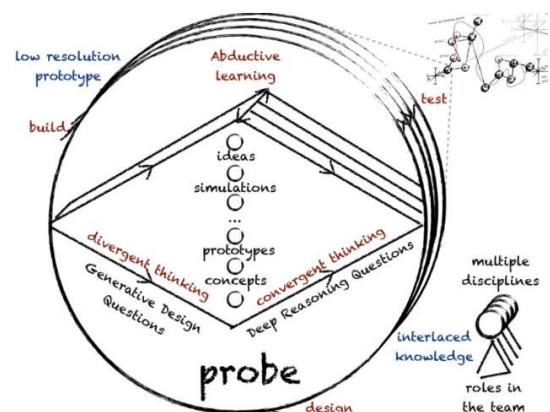 low resolution
prototype
Abductive
learning
build
test
ideas
simulations
...
prototypes
concepts
divergent thinking
Generative Design
Questions
convergent thinking
Deep Reasoning Questions
multiple
disciplines
interlaced
knowledge
roles in
the team
probe
design